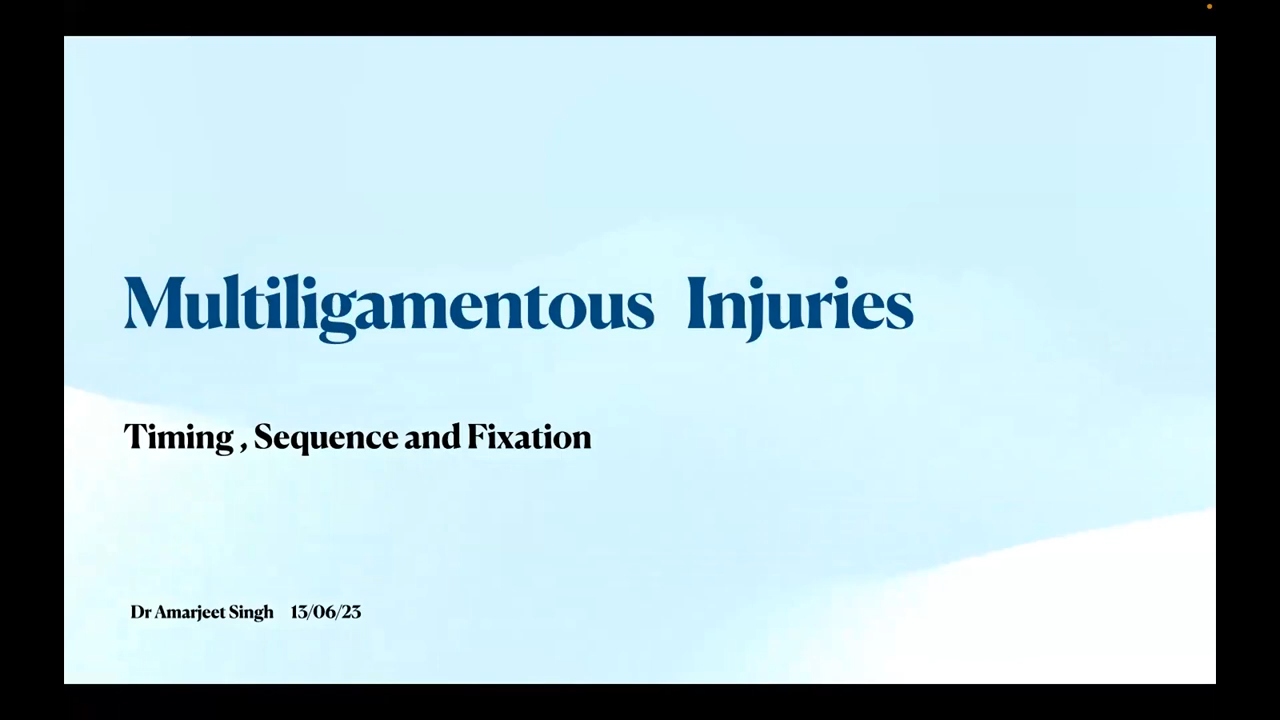 Multiligamentous Injuries
Timing , Sequence and Fixation
Dr Amarjeet Singh 13/06/23